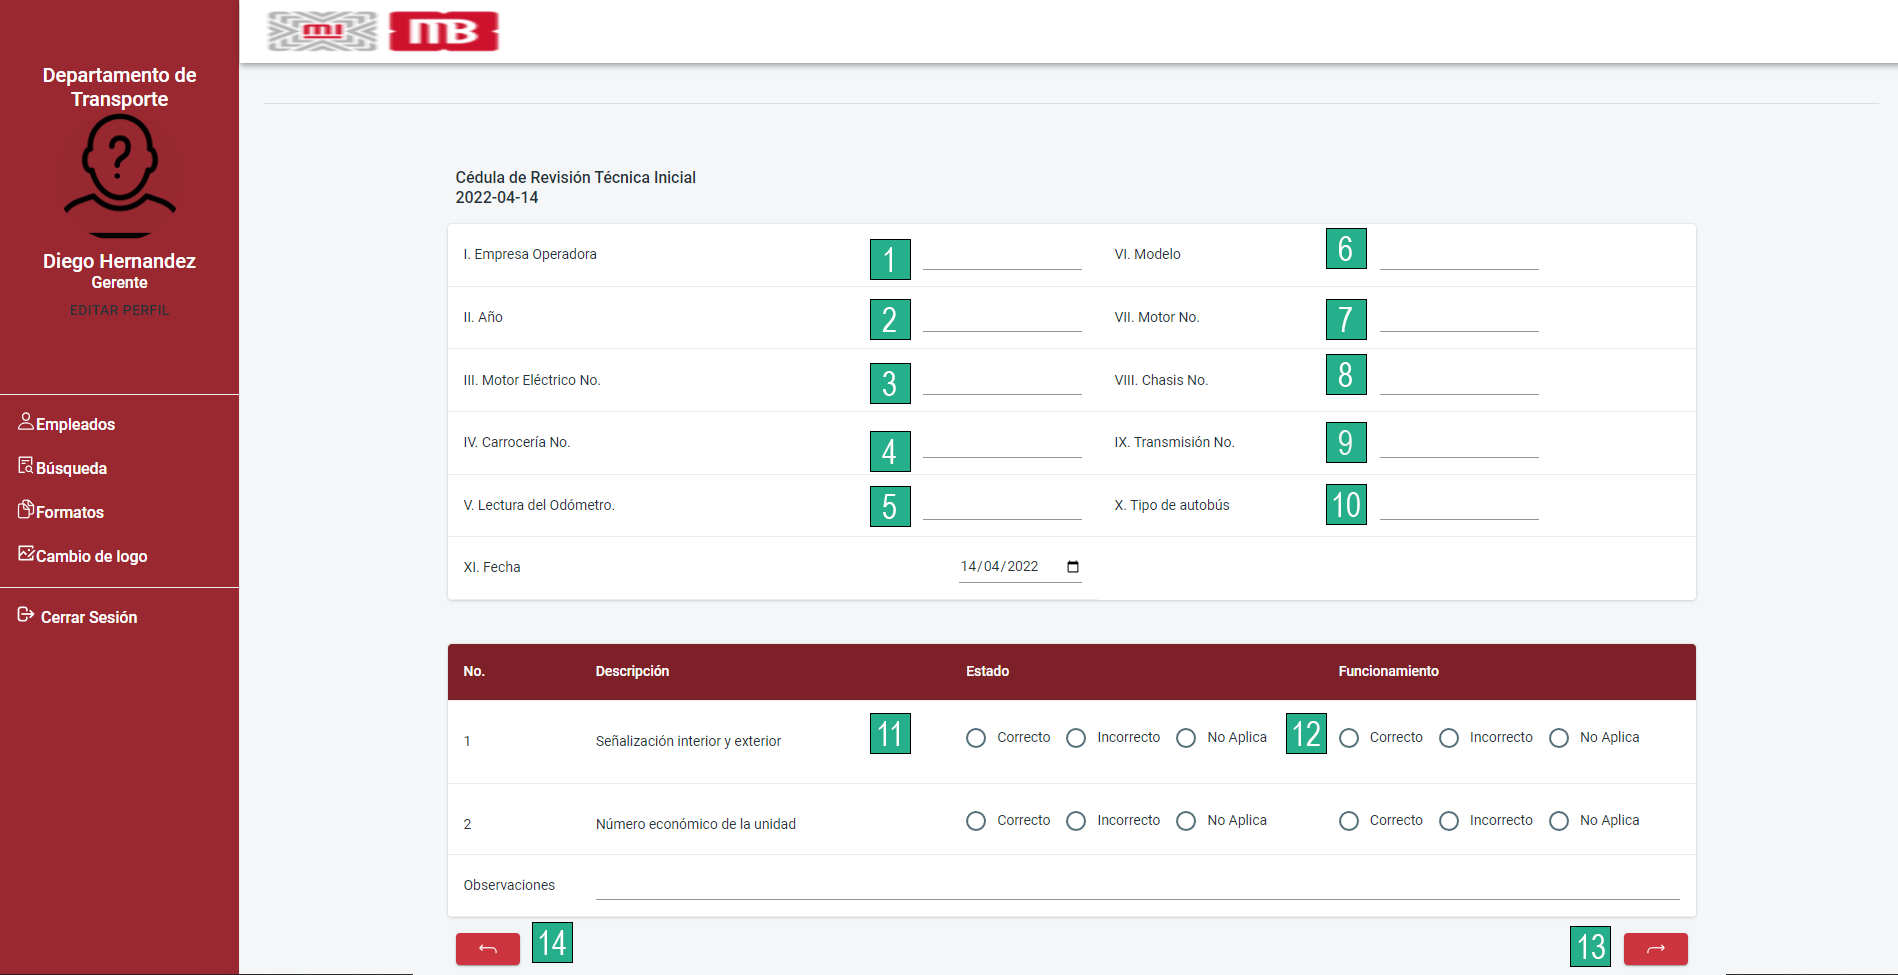 MI MB
Departamento de
Transporte
?
Diego Hernandez
Gerente
EDITAR PERFIL
Empleados
Búsqueda
Formatos
Cambio de logo
Cerrar Sesión
Cédula de Revisión Técnica Inicial
2022-04-14
I. Empresa Operadora 1 VI. Modelo 6
II. Año 2 VII. Motor No. 7
III. Motor Eléctrico No. 3 VIII. Chasis No. 8
IV. Carrocería No. 4 IX. Transmisión No. 9
V. Lectura del Odómetro. 5 X. Tipo de autobús 10
XI. Fecha 14/04/2022
No. Descripción Estado Funcionamiento
1 Señalización interior y exterior 11 Correcto Incorrecto No Aplica 12 Correcto Incorrecto No Aplica
2 Número económico de la unidad Correcto Incorrecto No Aplica Correcto Incorrecto No Aplica
Observaciones
14 13